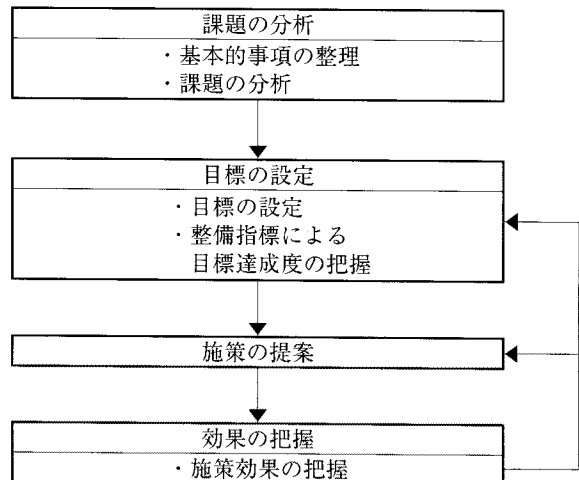 課題の分析
・基本的事項の整理
・課題の分析
目標の設定
・目標の設定
・整備指標による
目標達成度の把握
施策の提案
効果の把握
・施策効果の把握